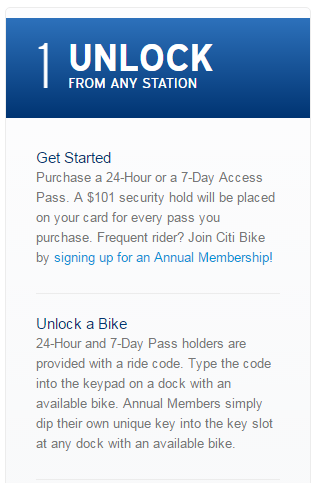 1 UNLOCK
FROM ANY STATION
Get Started
Purchase a 24-Hour or a 7-Day Access
Pass. A $101 security hold will be placed
on your card for every pass you
purchase. Frequent rider? Join Citi Bike
by signing up for an Annual Membership!
Unlock a Bike
24-Hour and 7-Day Pass holders are
provided with a ride code. Type the code
into the keypad on a dock with an
available bike. Annual Members simply
dip their own unique key into the key slot
at any dock with an available bike.